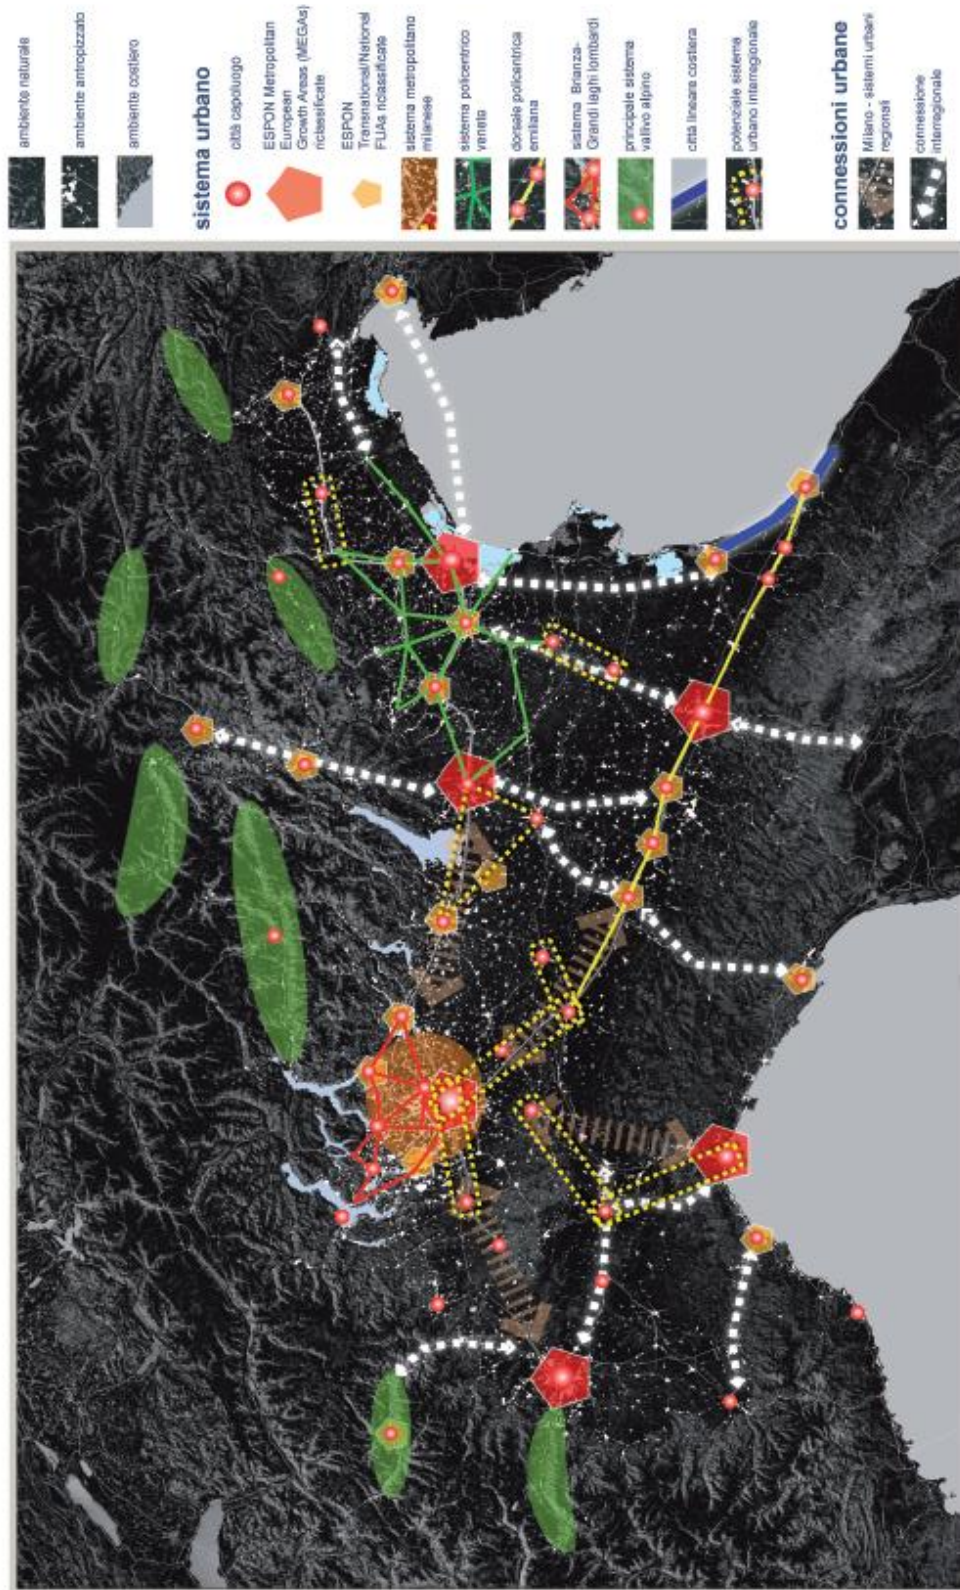 ambiente naturale
ambiente antropizzato
ambiente costiero
sistema urbano
città capoluogo
ESPON Metropolitan
European
Growth Areas (MEGAs)
riclassificate
ESPON
Transnational/National
FUAs riclassificate
sistema metropolitano
milanese
sistema policentrico
veneto
dorsale policentrica
emiliana
sistema Brianza-
Grandi laghi lombardi
principale sistema
vallivo alpino
città lineare costiera
potenziale sistema
urbano interregionale
connessioni urbane
Milano - sistemi urbani
regionali
connessione
interregionale